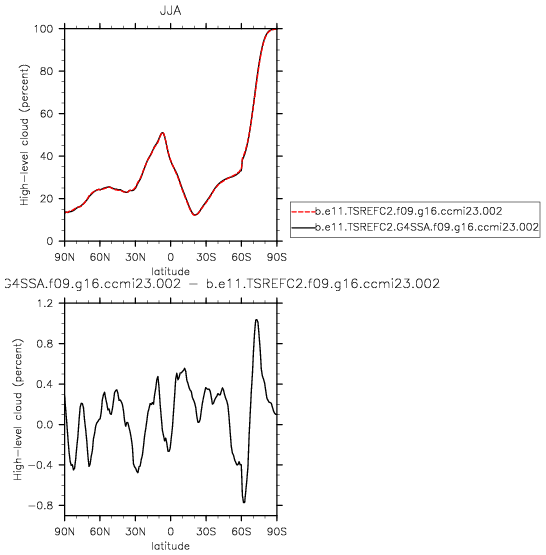 JJA
100
80
60
40
20
0
High-level cloud (percent)
90N 60N 30N 0 30S 60S 90S
latitude
b.e11.TSREFC2.f09.g16.ccmi23.002
b.e11.TSREFC2.G4SSA.f09.g16.ccmi23.002
G4SSA.f09.g16.ccmi23.002 − b.e11.TSREFC2.f09.g16.ccmi23.002
1.2
0.8
0.4
0.0
−0.4
−0.8
High-level cloud (percent)
90N 60N 30N 0 30S 60S 90S
latitude